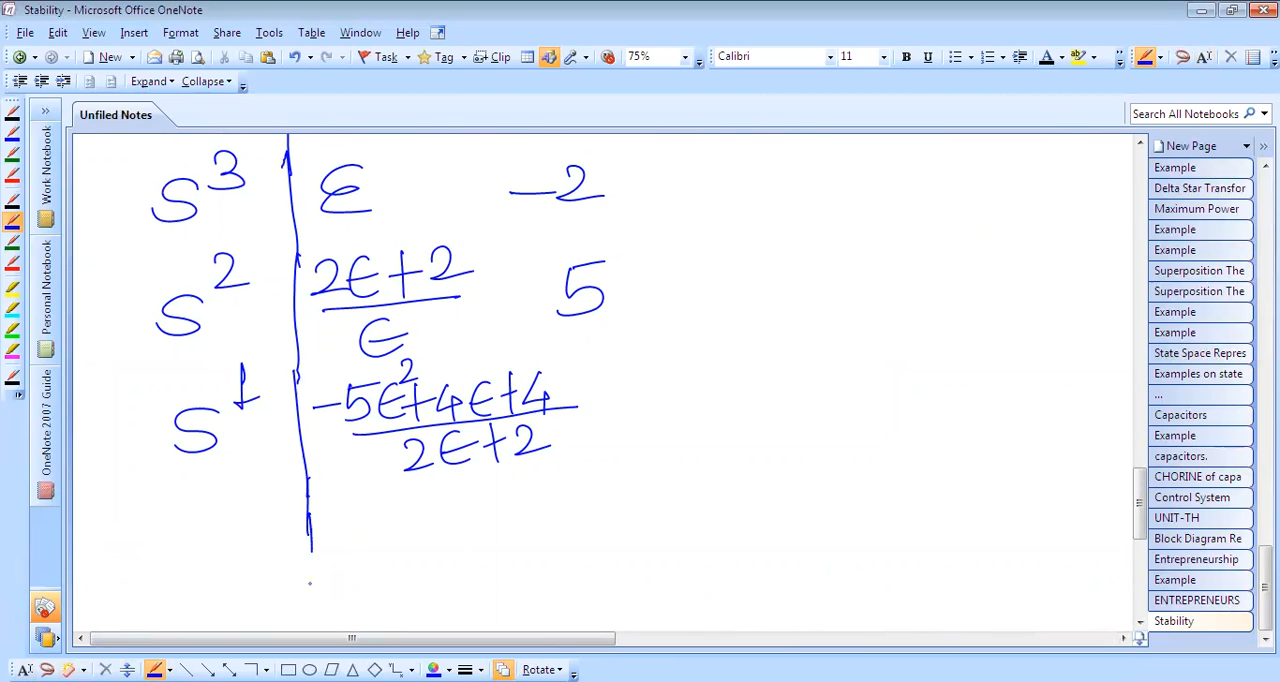 Stability - Microsoft Office OneNote
File Edit View Insert Format Share Tools Table Window Help
New Task Tag Clip 75% Calibri 11 B U A ab
Expand Collapse
Unfiled Notes
Search All Notebooks
Work Notebook
Personal Notebook
OneNote 2007 Guide
S³ ε -2
S² (2ε+2)/ε 5
S¹ (-5ε²+4ε+4)/(2ε+2)
New Page
Example
Delta Star Transfor
Maximum Power
Example
Example
Superposition The
Superposition The
Example
Example
State Space Repres
Examples on state
...
Capacitors
Example
capacitors.
CHORINE of capa
Control System
UNIT-TH
Block Diagram Re
Entrepreneurship
Example
ENTREPRENEURS
Stability
Rotate